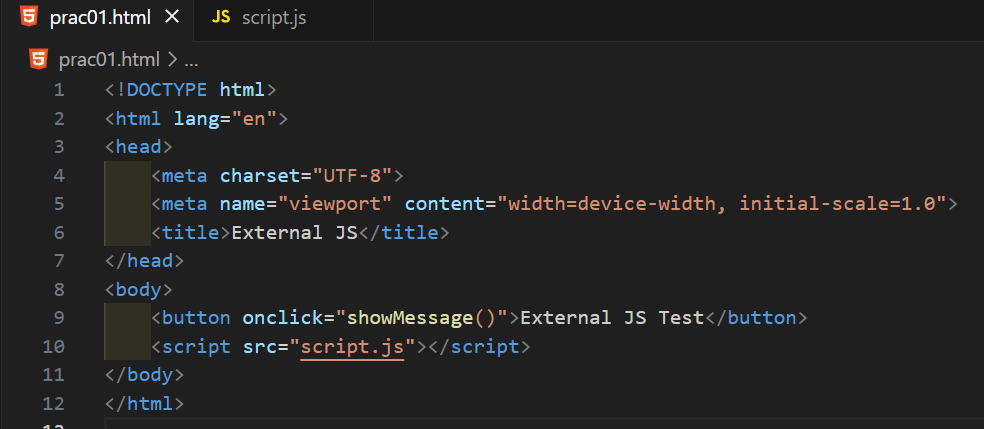 prac01.html × JS script.js
prac01.html > ...
1 <!DOCTYPE html>
2 <html lang="en">
3 <head>
4 <meta charset="UTF-8">
5 <meta name="viewport" content="width=device-width, initial-scale=1.0">
6 <title>External JS</title>
7 </head>
8 <body>
9 <button onclick="showMessage()">External JS Test</button>
10 <script src="script.js"></script>
11 </body>
12 </html>
13